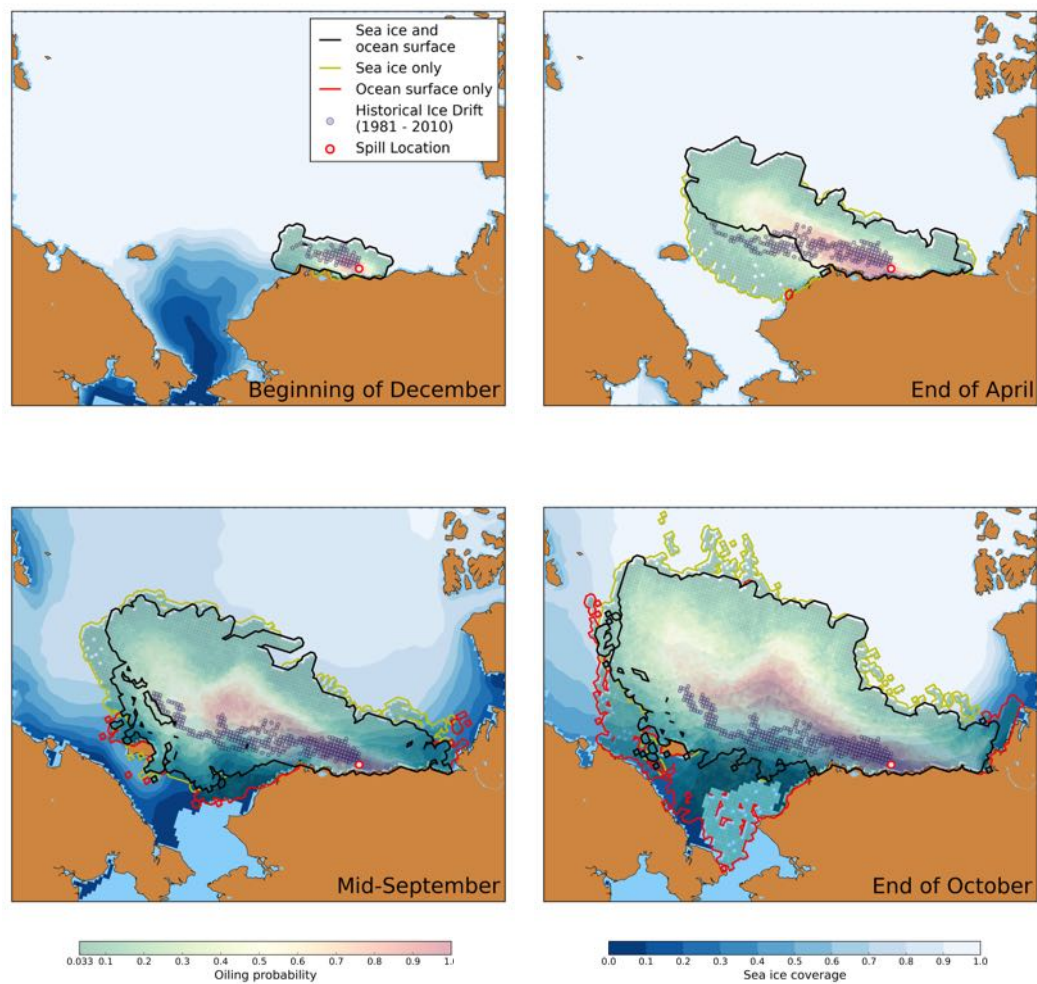 Sea ice and
ocean surface
Sea ice only
Ocean surface only
Historical Ice Drift
(1981 - 2010)
Spill Location
Beginning of December
End of April
Mid-September
End of October
0.033 0.1 0.2 0.3 0.4 0.5 0.6 0.7 0.8 0.9 1.
Oiling probability
0.0 0.1 0.2 0.3 0.4 0.5 0.6 0.7 0.8 0.9 1.0
Sea ice coverage